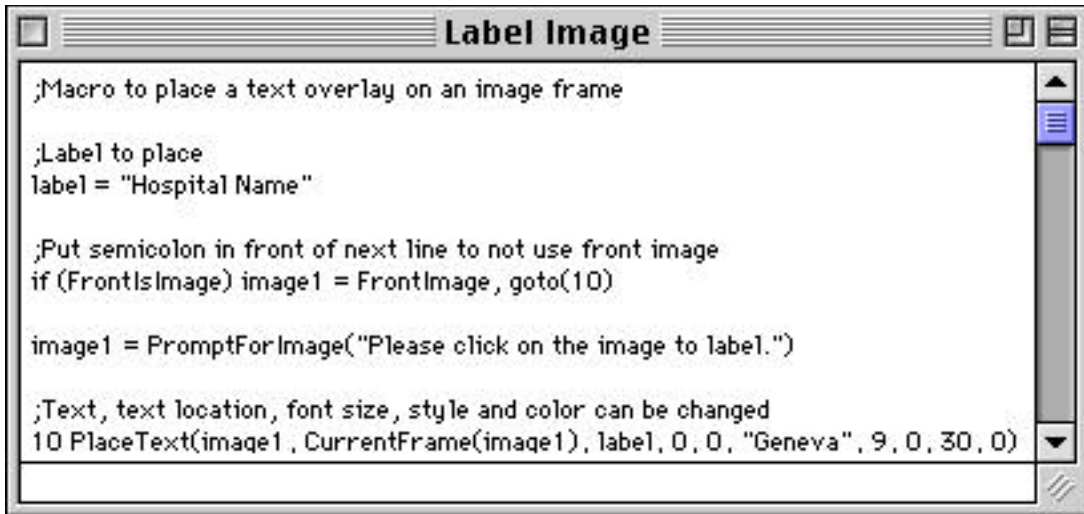 Label Image
;Macro to place a text overlay on an image frame
;Label to place
label = "Hospital Name"
;Put semicolon in front of next line to not use front image
if (FrontIsImage) image1 = FrontImage, goto(10)
image1 = PromptForImage("Please click on the image to label.")
;Text, text location, font size, style and color can be changed
10 PlaceText(image1, CurrentFrame(image1), label, 0, 0, "Geneva", 9, 0, 30, 0)